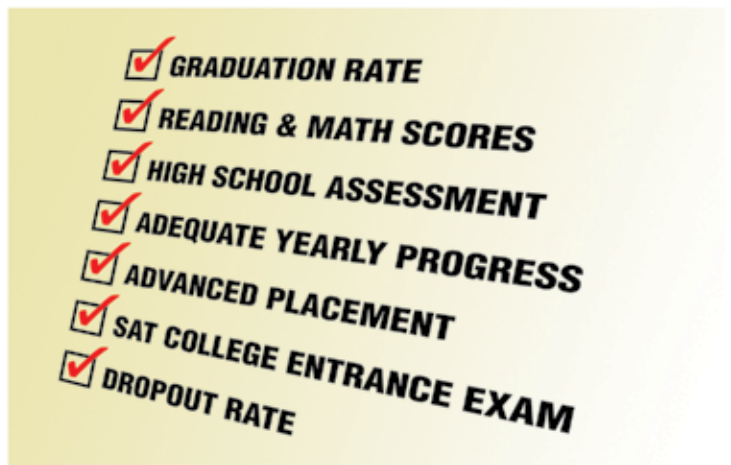 GRADUATION RATE
READING & MATH SCORES
HIGH SCHOOL ASSESSMENT
ADEQUATE YEARLY PROGRESS
ADVANCED PLACEMENT
SAT COLLEGE ENTRANCE EXAM
DROPOUT RATE